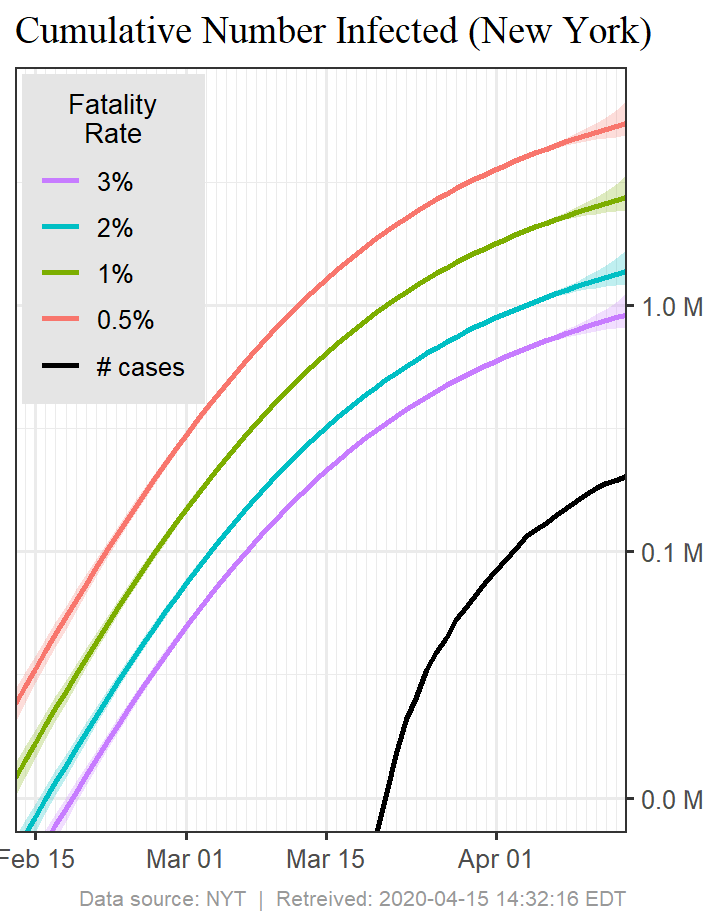 Cumulative Number Infected (New York)
Fatality
Rate
3%
2%
1%
0.5%
# cases
1.0 M
0.1 M
0.0 M
Feb 15
Mar 01
Mar 15
Apr 01
Data source: NYT | Retreived: 2020-04-15 14:32:16 EDT